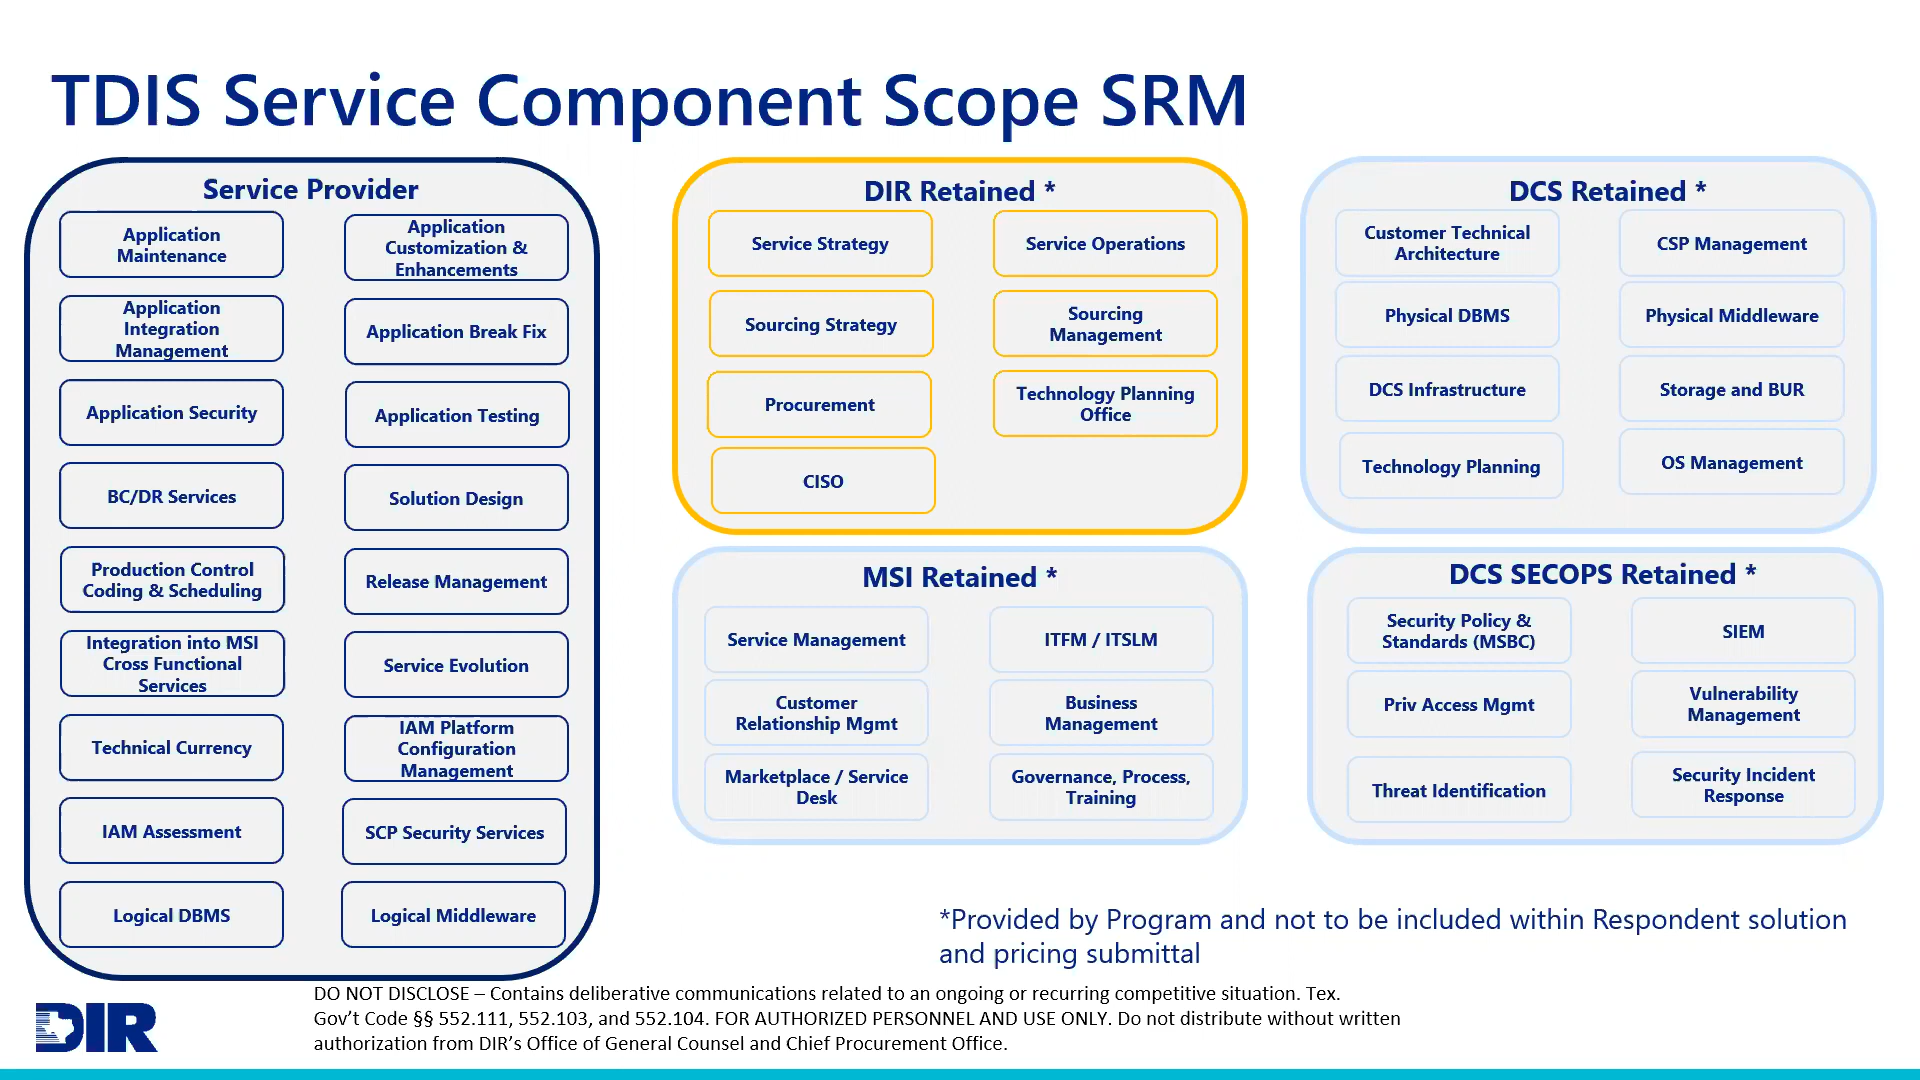 TDIS Service Component Scope SRM
Service Provider
Application
Maintenance
Application
Customization &
Enhancements
Application
Integration
Management
Application Break Fix
Application Security
Application Testing
BC/DR Services
Solution Design
Production Control
Coding & Scheduling
Release Management
Integration into MSI
Cross Functional
Services
Service Evolution
Technical Currency
IAM Platform
Configuration
Management
IAM Assessment
SCP Security Services
Logical DBMS
Logical Middleware
DIR Retained *
Service Strategy
Service Operations
Sourcing Strategy
Sourcing
Management
Procurement
Technology Planning
Office
CISO
DCS Retained *
Customer Technical
Architecture
CSP Management
Physical DBMS
Physical Middleware
DCS Infrastructure
Storage and BUR
Technology Planning
OS Management
MSI Retained *
Service Management
ITFM / ITSLM
Customer
Relationship Mgmt
Business
Management
Marketplace / Service
Desk
Governance, Process,
Training
DCS SECOPS Retained *
Security Policy &
Standards (MSBC)
SIEM
Priv Access Mgmt
Vulnerability
Management
Threat Identification
Security Incident
Response
*Provided by Program and not to be included within Respondent solution
and pricing submittal
DIR
DO NOT DISCLOSE – Contains deliberative communications related to an ongoing or recurring competitive situation. Tex.
Gov’t Code §§ 552.111, 552.103, and 552.104. FOR AUTHORIZED PERSONNEL AND USE ONLY. Do not distribute without written
authorization from DIR’s Office of General Counsel and Chief Procurement Office.